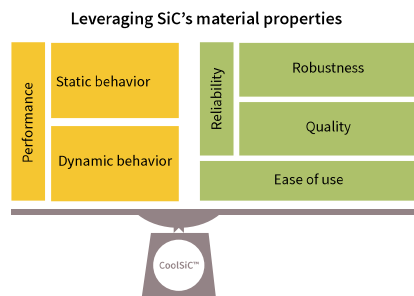 Leveraging SiC's material properties
Performance
Static behavior
Dynamic behavior
Reliability
Robustness
Quality
Ease of use
CoolSiC™